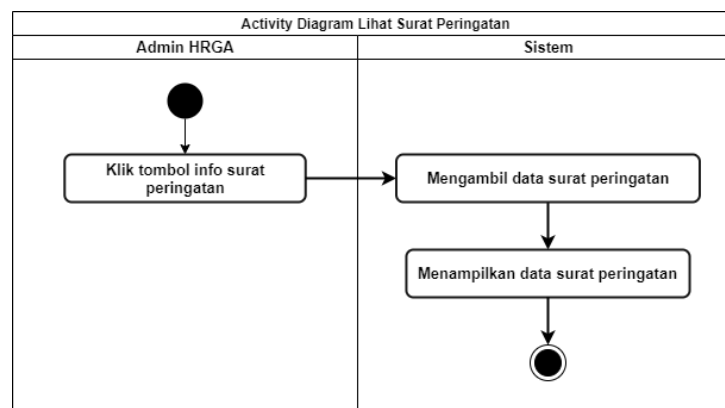 Activity Diagram Lihat Surat Peringatan
Admin HRGA
Sistem
Klik tombol info surat
peringatan
Mengambil data surat peringatan
Menampilkan data surat peringatan